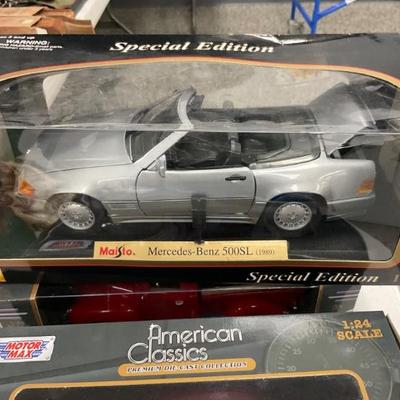 Special Edition
WARNING:
Maisto. Mercedes-Benz 500SL (1989)
Special Edition
MOTOR MAX
American Classics
PREMIUM DIE-CAST COLLECTION
1:24 SCALE